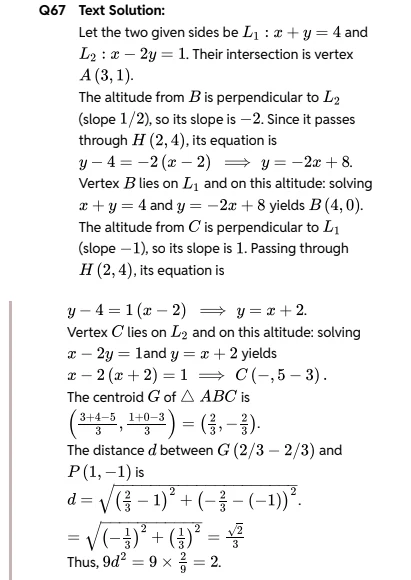 Q67 Text Solution:
Let the two given sides be L₁ : x + y = 4 and
L₂ : x − 2y = 1. Their intersection is vertex
A (3, 1).
The altitude from B is perpendicular to L₂
(slope 1/2), so its slope is −2. Since it passes
through H (2, 4), its equation is
y − 4 = −2 (x − 2) ⟹ y = −2x + 8.
Vertex B lies on L₁ and on this altitude: solving
x + y = 4 and y = −2x + 8 yields B (4, 0).
The altitude from C is perpendicular to L₁
(slope −1), so its slope is 1. Passing through
H (2, 4), its equation is
y − 4 = 1 (x − 2) ⟹ y = x + 2.
Vertex C lies on L₂ and on this altitude: solving
x − 2y = 1and y = x + 2 yields
x − 2 (x + 2) = 1 ⟹ C (−, 5 − 3) .
The centroid G of △ ABC is
((3+4−5)/3, (1+0−3)/3) = (2/3, −2/3).
The distance d between G (2/3 − 2/3) and
P (1, −1) is
d = √((2/3 − 1)² + (−2/3 − (−1))²).
= √((−1/3)² + (1/3)²) = √2/3
Thus, 9d² = 9 × 2/9 = 2.